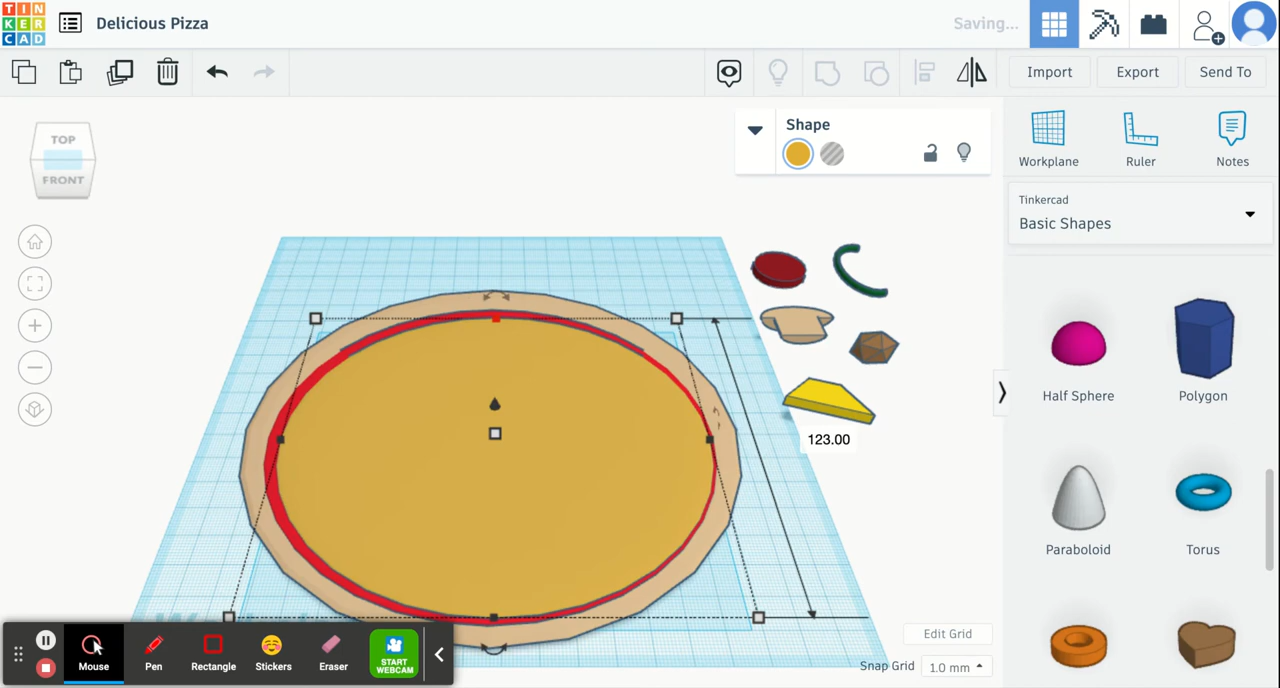 TIN
KER
CAD
Delicious Pizza
Saving...
Import
Export
Send To
TOP
FRONT
Shape
Workplane
Ruler
Notes
Tinkercad
Basic Shapes
123.00
Half Sphere
Polygon
Paraboloid
Torus
Edit Grid
Snap Grid
1.0 mm
Mouse
Pen
Rectangle
Stickers
Eraser
START
WEBCAM